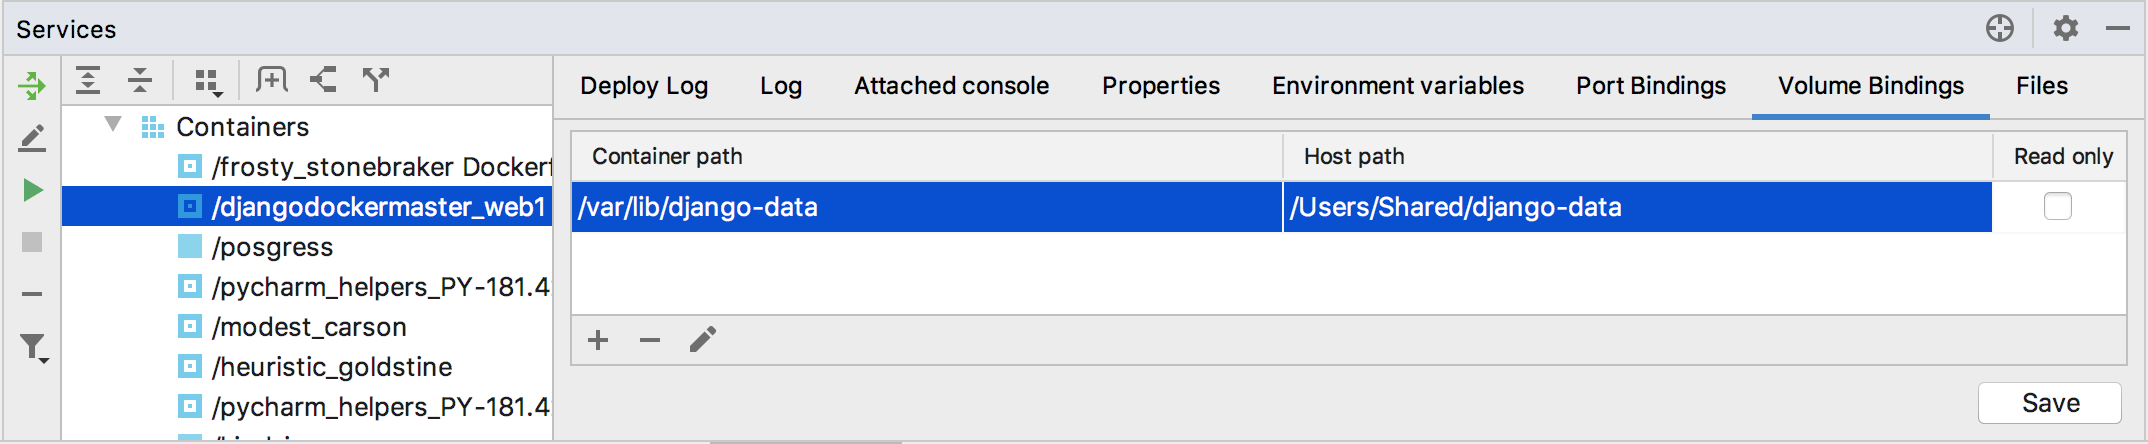 Services
Deploy Log Log Attached console Properties Environment variables Port Bindings Volume Bindings Files
Containers
/frosty_stonebraker Dockerf
/djangodockermaster_web1
/posgress
/pycharm_helpers_PY-181.4
/modest_carson
/heuristic_goldstine
/pycharm_helpers_PY-181.4
Container path Host path Read only
/var/lib/django-data /Users/Shared/django-data
Save